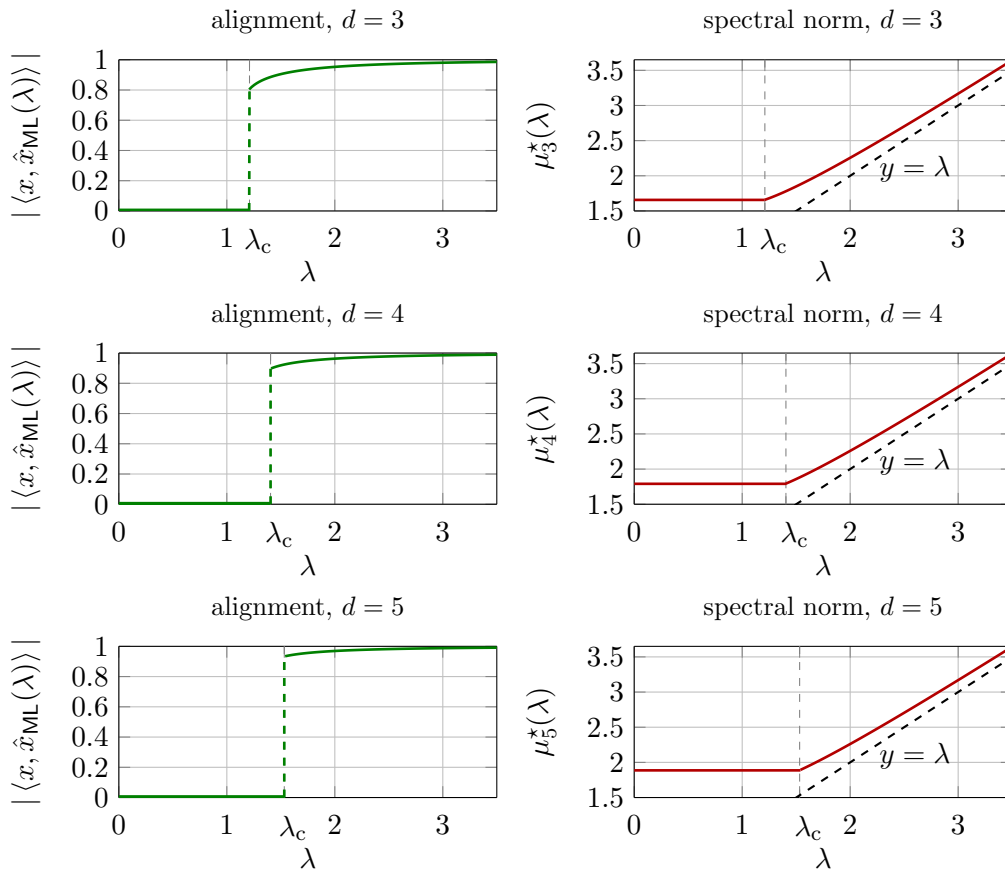 alignment, d = 3
| ⟨x, x̂_ML(λ)⟩ |
1
0.8
0.6
0.4
0.2
0
0 1 λ_c 2 3
λ
spectral norm, d = 3
μ₃*(λ)
3.5
3
2.5
2
1.5
y = λ
0 1 λ_c 2 3
λ
alignment, d = 4
| ⟨x, x̂_ML(λ)⟩ |
1
0.8
0.6
0.4
0.2
0
0 1 λ_c 2 3
λ
spectral norm, d = 4
μ₄*(λ)
3.5
3
2.5
2
1.5
y = λ
0 1 λ_c 2 3
λ
alignment, d = 5
| ⟨x, x̂_ML(λ)⟩ |
1
0.8
0.6
0.4
0.2
0
0 1 λ_c 2 3
λ
spectral norm, d = 5
μ₅*(λ)
3.5
3
2.5
2
1.5
y = λ
0 1 λ_c 2 3
λ